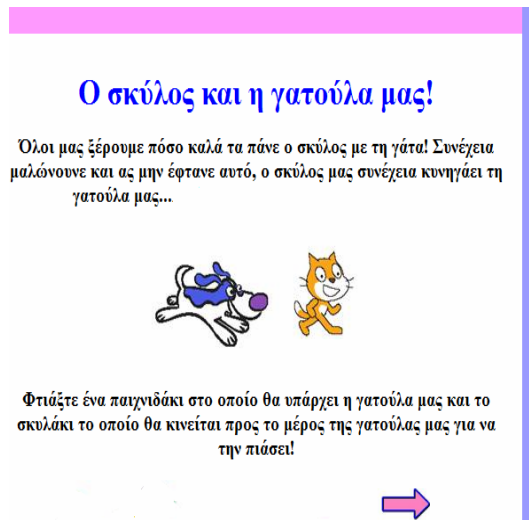 Ο σκύλος και η γατούλα μας!
Όλοι μας ξέρουμε πόσο καλά τα πάνε ο σκύλος με τη γάτα! Συνέχεια
μαλώνουνε και ας μην έφτανε αυτό, ο σκύλος μας συνέχεια κυνηγάει τη
γατούλα μας...
Φτιάξτε ένα παιχνιδάκι στο οποίο θα υπάρχει η γατούλα μας και το
σκυλάκι το οποίο θα κινείται προς το μέρος της γατούλας μας για να
την πιάσει!